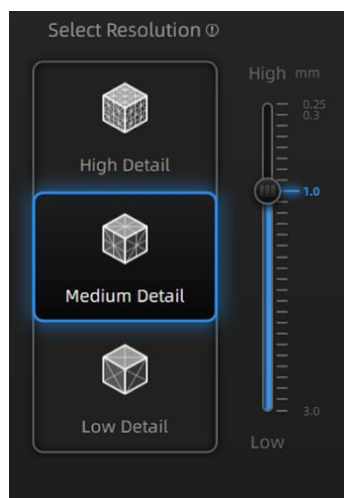 Select Resolution
High mm
0.25
0.3
High Detail
1.0
Medium Detail
3.0
Low Detail
Low